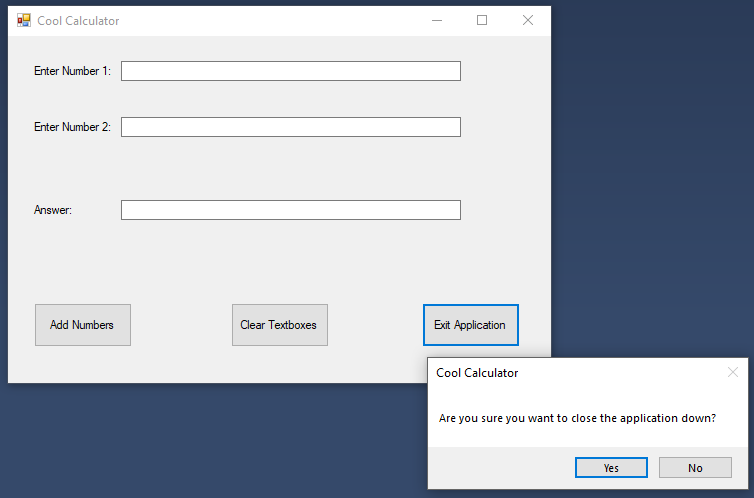 Cool Calculator
Enter Number 1:
Enter Number 2:
Answer:
Add Numbers
Clear Textboxes
Exit Application
Cool Calculator
Are you sure you want to close the application down?
Yes
No